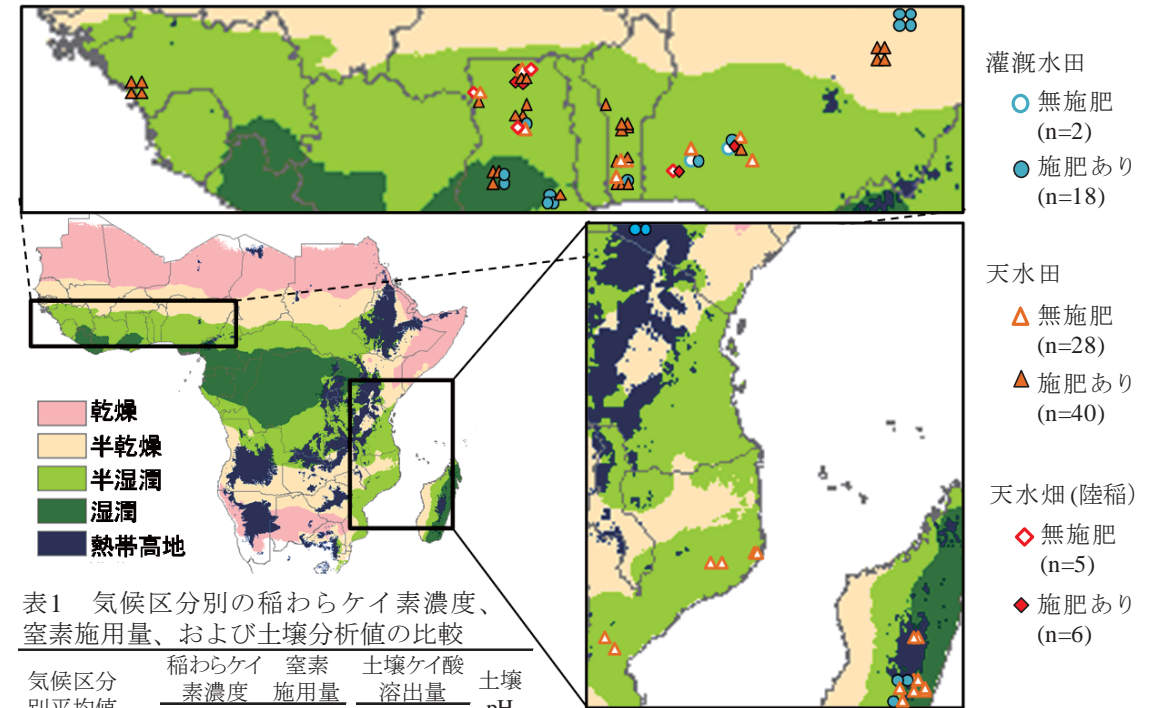 灌漑水田
無施肥
(n=2)
施肥あり
(n=18)
天水田
無施肥
(n=28)
施肥あり
(n=40)
天水畑(陸稲)
無施肥
(n=5)
施肥あり
(n=6)
乾燥
半乾燥
半湿潤
湿潤
熱帯高地
表1 気候区分別の稲わらケイ素濃度、
窒素施用量、および土壌分析値の比較
気候区分
別平均値
稲わらケイ
素濃度
窒素
施用量
土壌ケイ酸
溶出量
土壌
pH